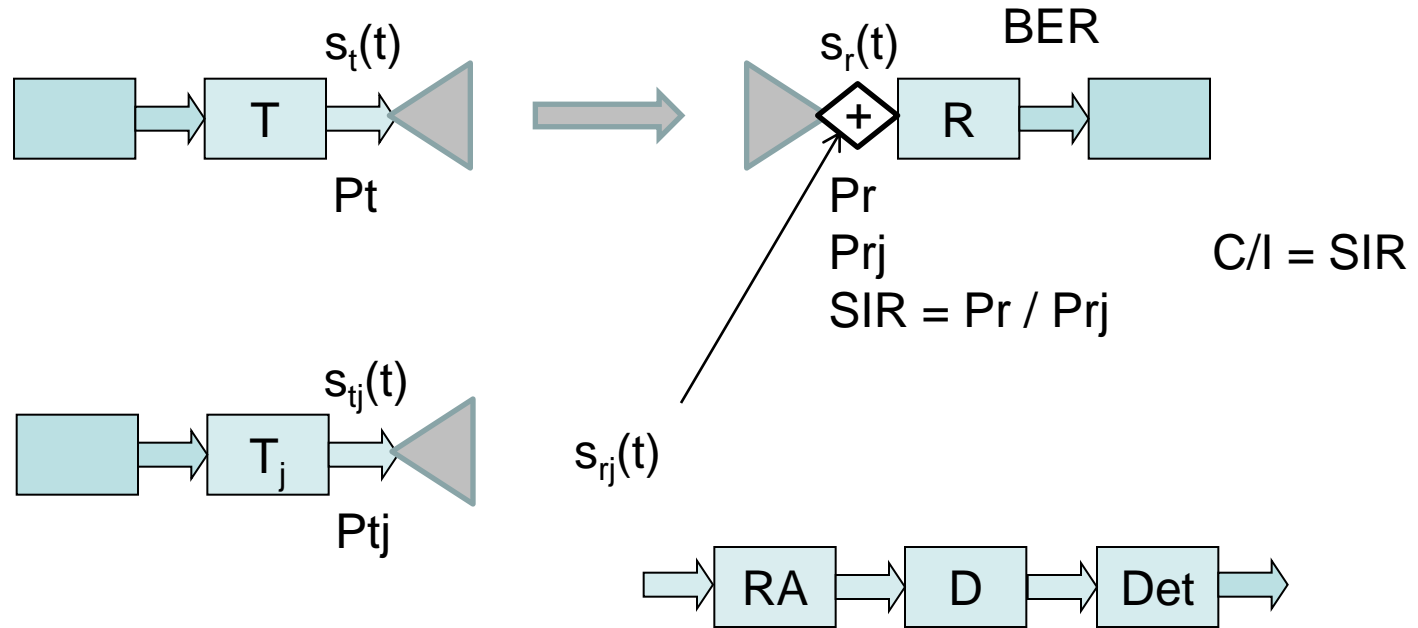 s_t(t)
s_r(t)
BER
T
+
R
Pt
Pr
Prj
C/I = SIR
SIR = Pr / Prj
s_tj(t)
T_j
s_rj(t)
Ptj
RA
D
Det